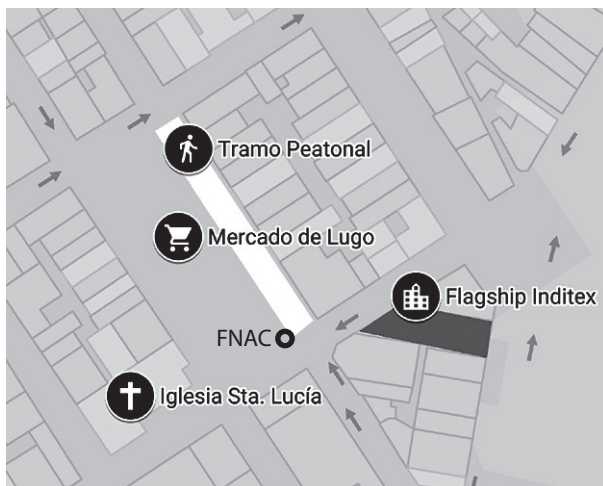 Tramo Peatonal
Mercado de Lugo
Flagship Inditex
FNAC
Iglesia Sta. Lucía